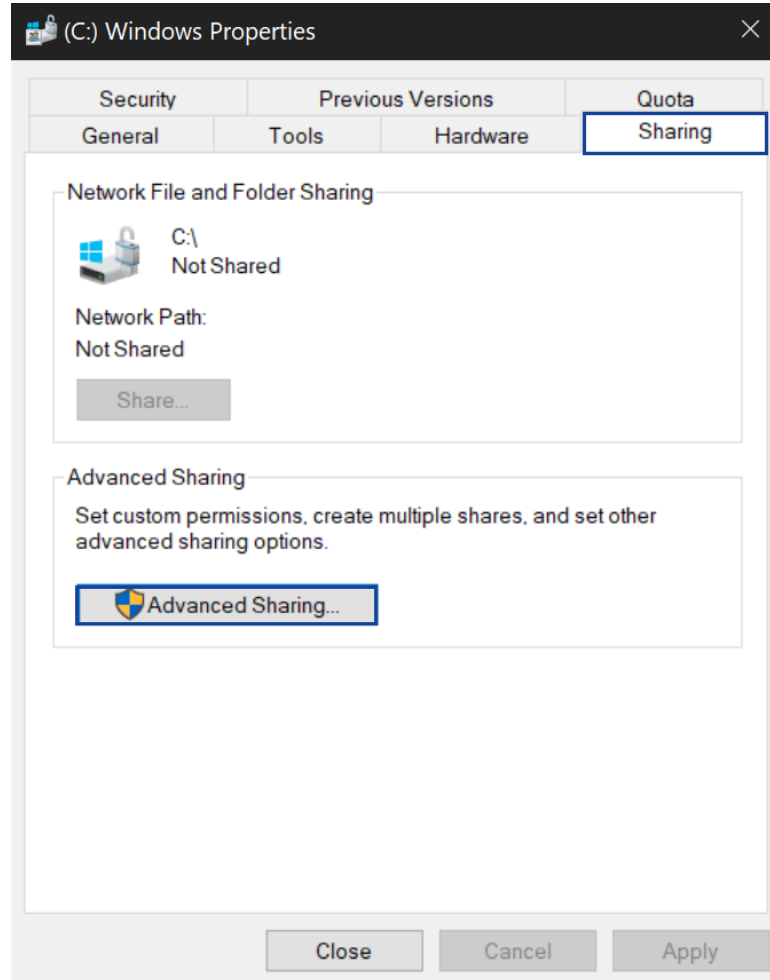 (C:) Windows Properties
Security Previous Versions Quota
General Tools Hardware Sharing
Network File and Folder Sharing
C:\
Not Shared
Network Path:
Not Shared
Share...
Advanced Sharing
Set custom permissions, create multiple shares, and set other
advanced sharing options.
Advanced Sharing...
Close Cancel Apply